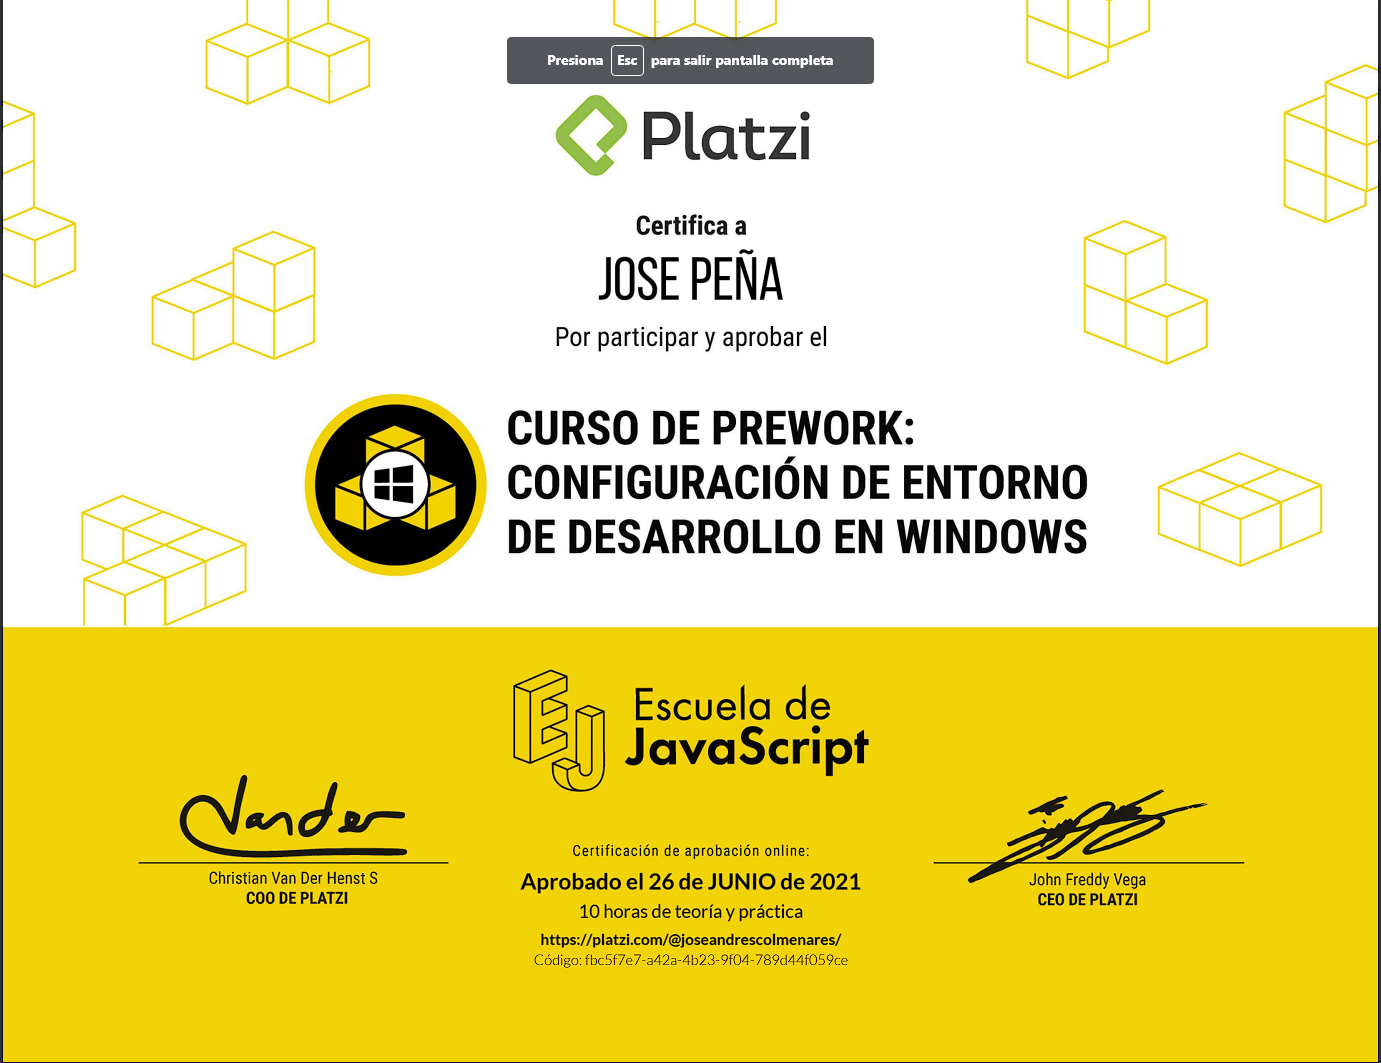 Presiona Esc para salir pantalla completa
Platzi
Certifica a
JOSE PEÑA
Por participar y aprobar el
CURSO DE PREWORK:
CONFIGURACIÓN DE ENTORNO
DE DESARROLLO EN WINDOWS
EJ
Escuela de
JavaScript
Vander
Christian Van Der Henst S
COO DE PLATZI
Certificación de aprobación online:
Aprobado el 26 de JUNIO de 2021
10 horas de teoría y práctica
https://platzi.com/@joseandrescolmenares/
Código: fbc5f7e7-a42a-4b23-9f04-789d44f059ce
John Freddy Vega
CEO DE PLATZI